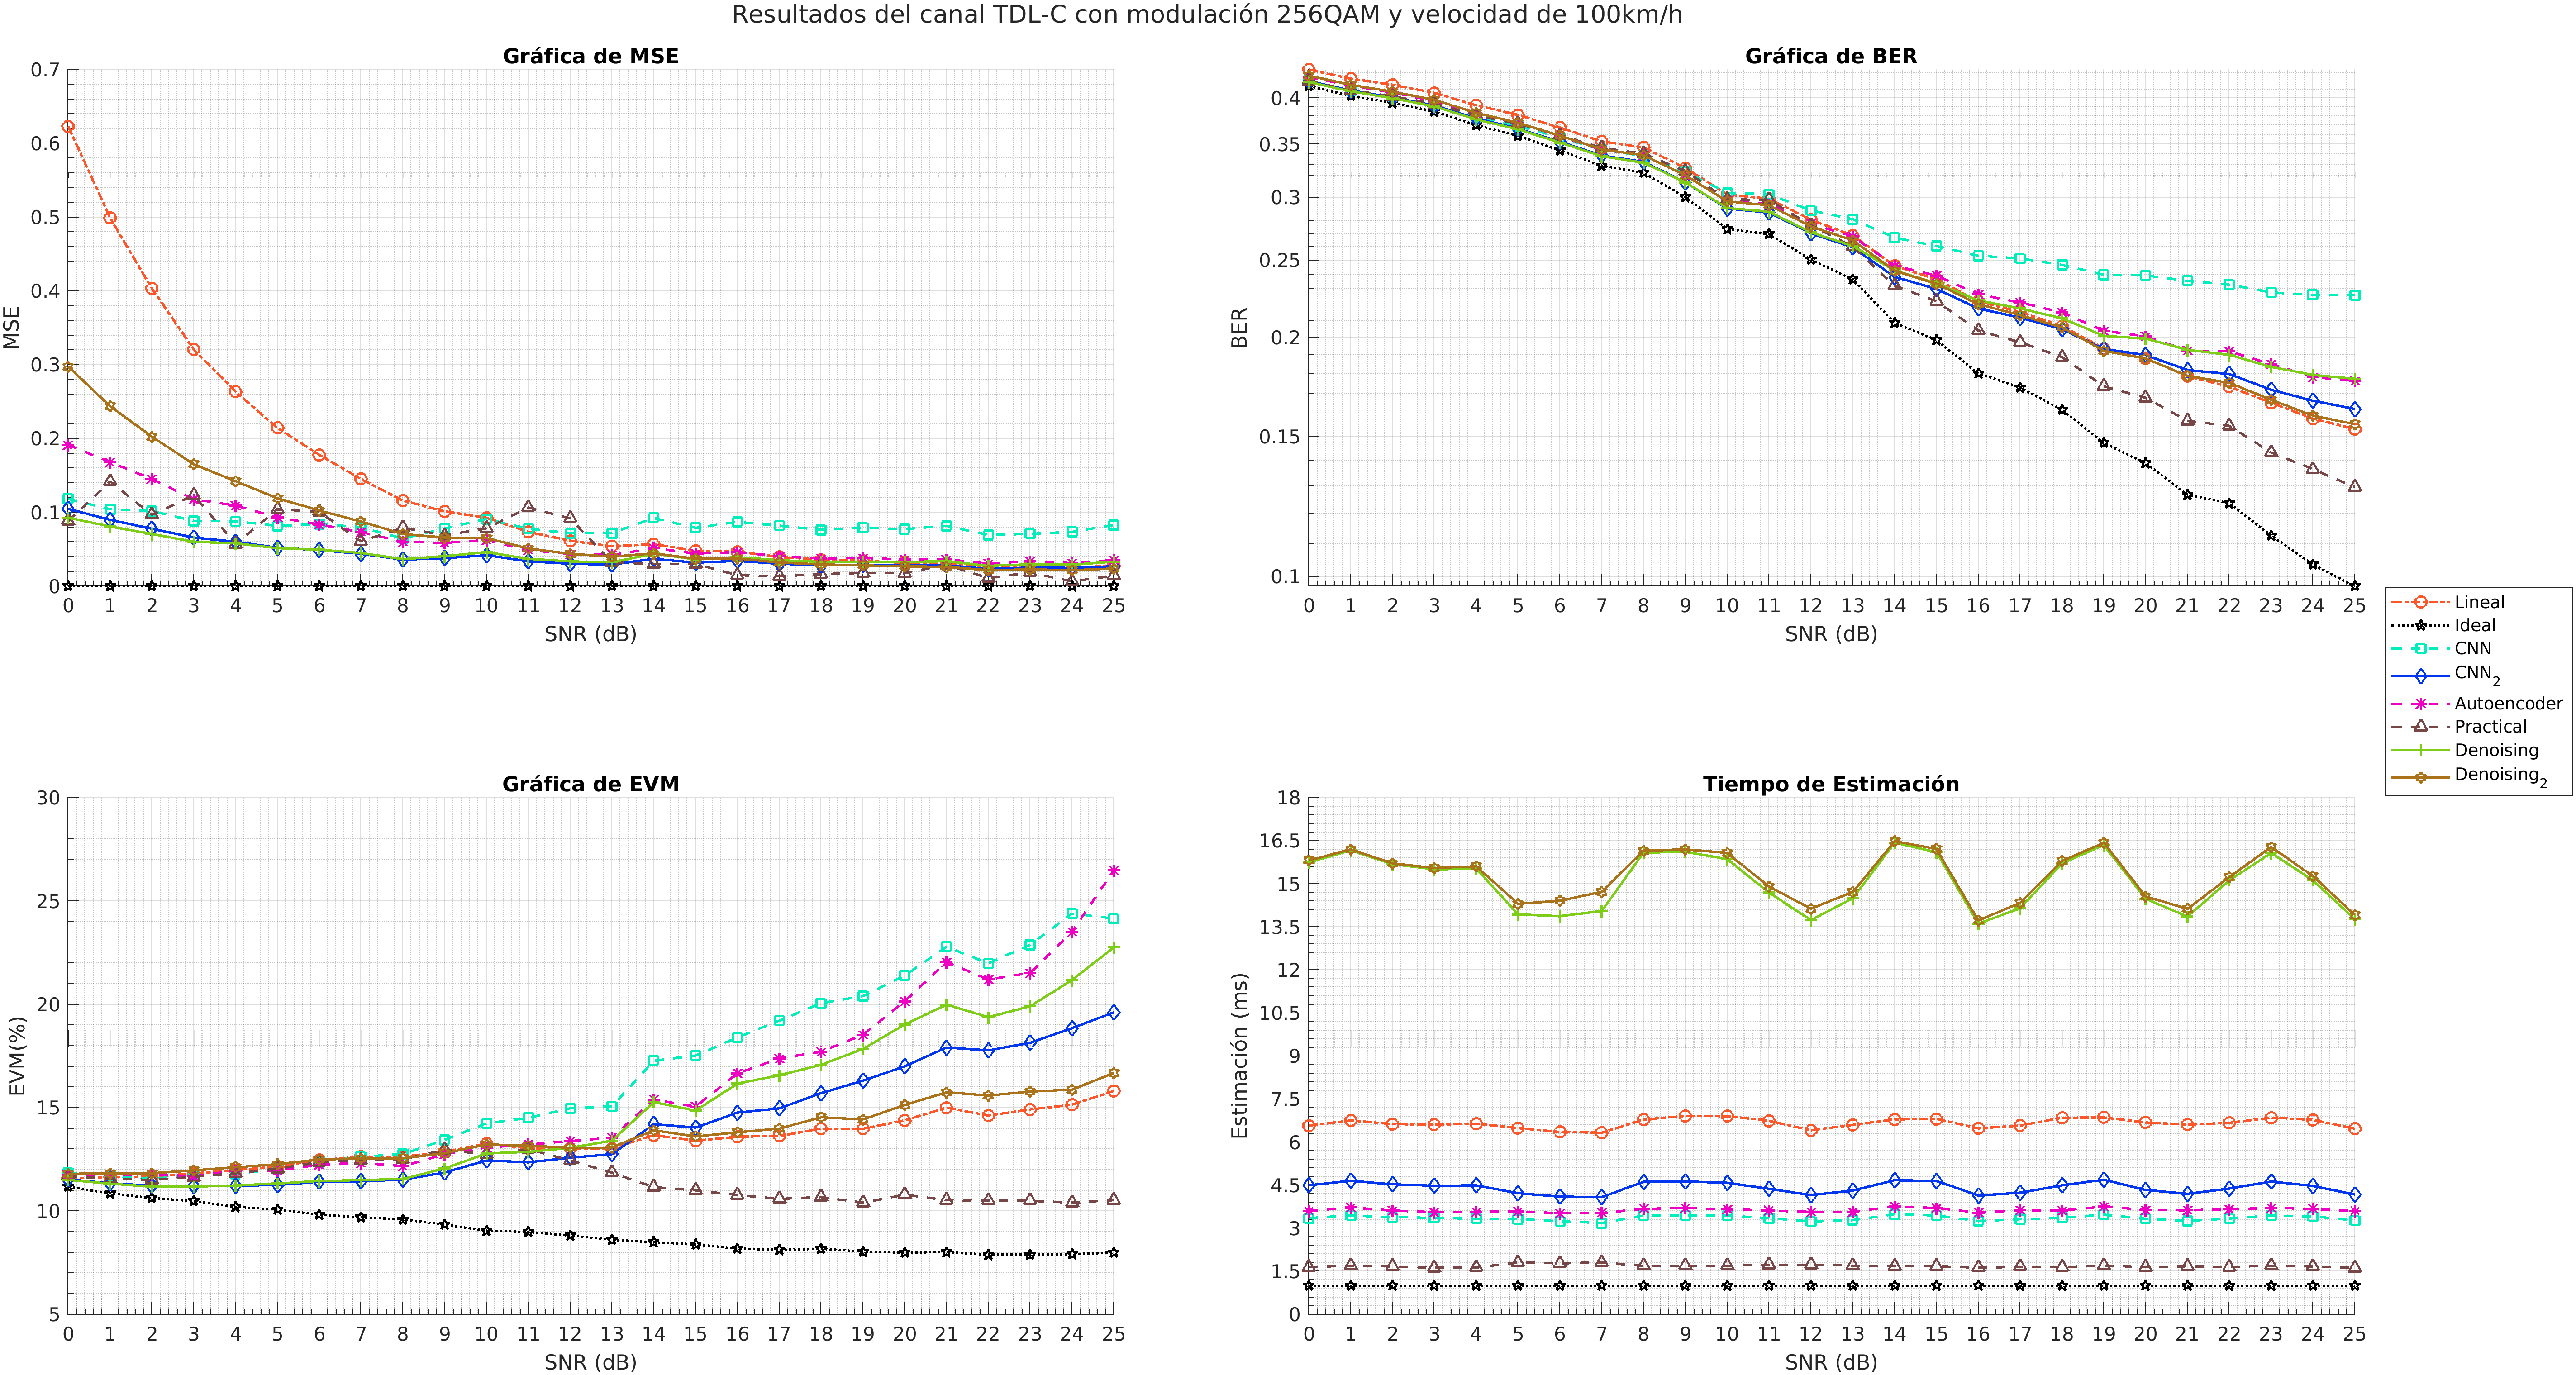 Resultados del canal TDL-C con modulación 256QAM y velocidad de 100km/h
Gráfica de MSE
0.7
0.6
0.5
0.4
0.3
0.2
0.1
0
MSE
0 1 2 3 4 5 6 7 8 9 10 11 12 13 14 15 16 17 18 19 20 21 22 23 24 25
SNR (dB)
Gráfica de BER
0.4
0.35
0.3
0.25
0.2
0.15
0.1
BER
0 1 2 3 4 5 6 7 8 9 10 11 12 13 14 15 16 17 18 19 20 21 22 23 24 25
SNR (dB)
Lineal
Ideal
CNN
CNN2
Autoencoder
Practical
Denoising
Denoising2
Gráfica de EVM
30
25
20
15
10
5
EVM(%)
0 1 2 3 4 5 6 7 8 9 10 11 12 13 14 15 16 17 18 19 20 21 22 23 24 25
SNR (dB)
Tiempo de Estimación
18
16.5
15
13.5
12
10.5
9
7.5
6
4.5
3
1.5
0
Estimación (ms)
0 1 2 3 4 5 6 7 8 9 10 11 12 13 14 15 16 17 18 19 20 21 22 23 24 25
SNR (dB)